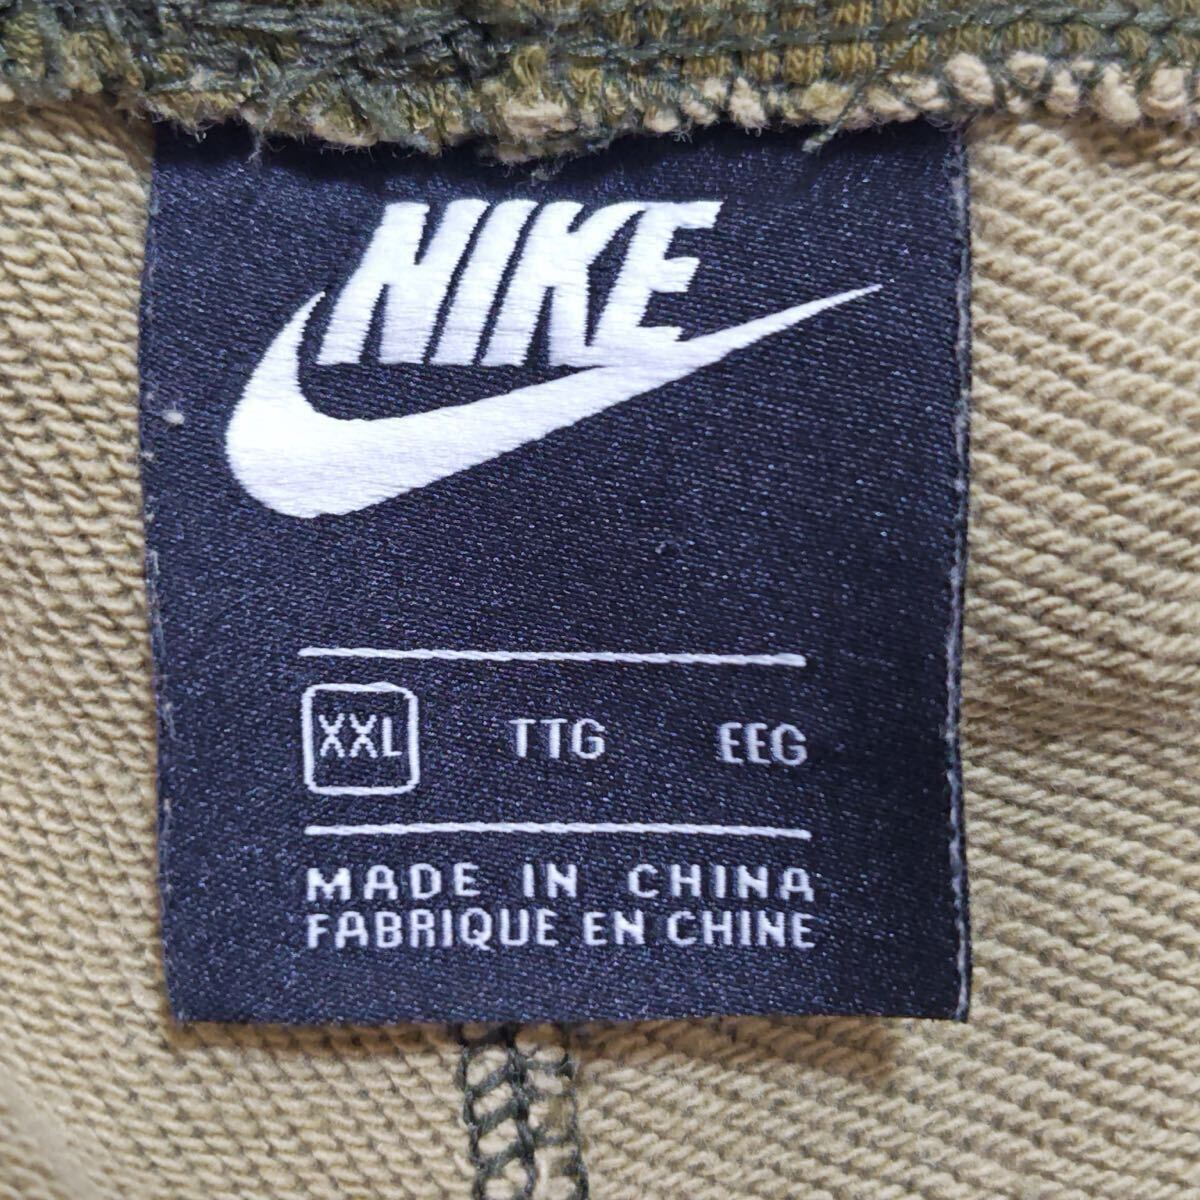 NIKE
XXL TTG EEG
MADE IN CHINA
FABRIQUE EN CHINE